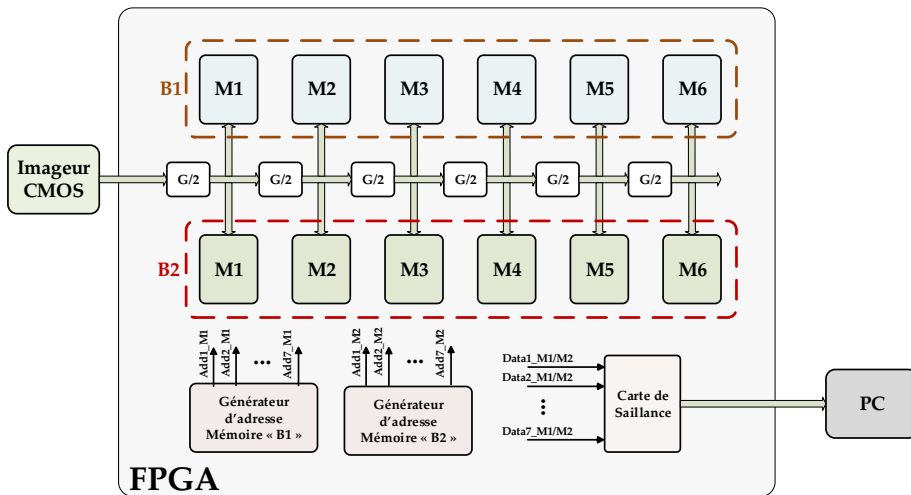 B1
M1
M2
M3
M4
M5
M6
Imageur
CMOS
G/2
G/2
G/2
G/2
G/2
G/2
B2
M1
M2
M3
M4
M5
M6
Add1_M1
Add2_M1
...
Add7_M1
Add1_M2
Add2_M2
...
Add7_M2
Générateur
d'adresse
Mémoire « B1 »
Générateur
d'adresse
Mémoire « B2 »
Data1_M1/M2
Data2_M1/M2
...
Data7_M1/M2
Carte de
Saillance
PC
FPGA